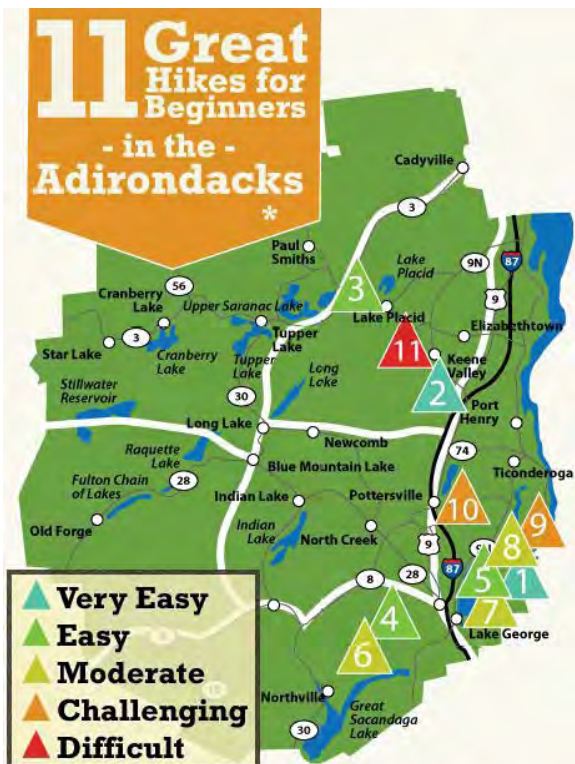 11 Great
Hikes for
Beginners
- in the -
Adirondacks
*
Cadyville
3
Paul
Smiths
Lake
Placid
9N
87
9
56
3
Cranberry
Lake
Upper Saranac Lake
Lake Placid
Elizabethtown
Tupper
Lake
11
Keene
Valley
3
Star Lake
Cranberry
Lake
Tupper
Lake
Long
Lake
2
Stillwater
Reservoir
30
Port
Henry
Long Lake
Newcomb
74
Raquette
Lake
Blue Mountain Lake
Ticonderoga
Fulton Chain
of Lakes
28
Indian Lake
Pottersville
10
9
Old Forge
Indian
Lake
North Creek
9
8
8
28
87
5
1
Very Easy
4
7
Easy
Lake George
Moderate
6
Challenging
Northville
Great
Sacandaga
Lake
30
Difficult